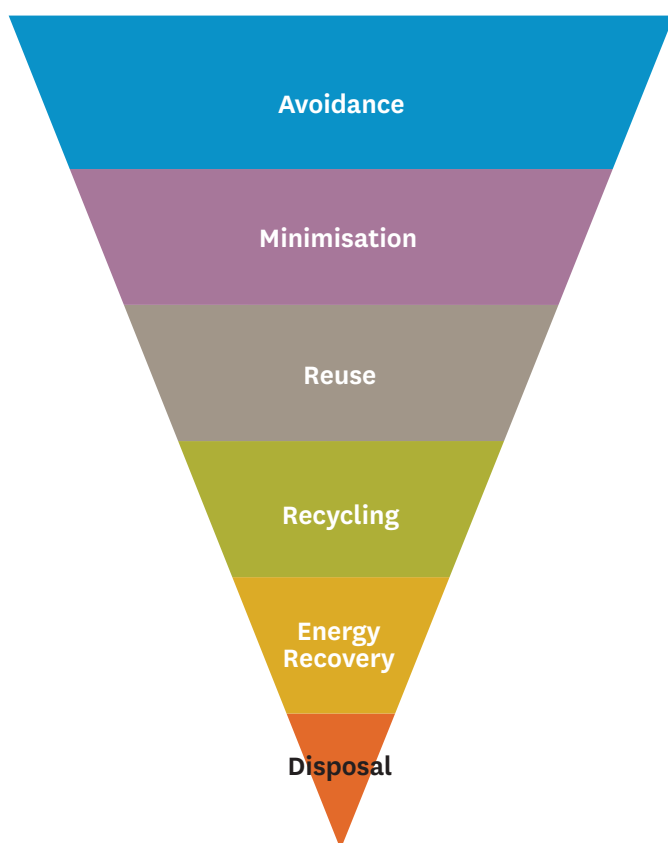 Avoidance
Minimisation
Reuse
Recycling
Energy
Recovery
Disposal